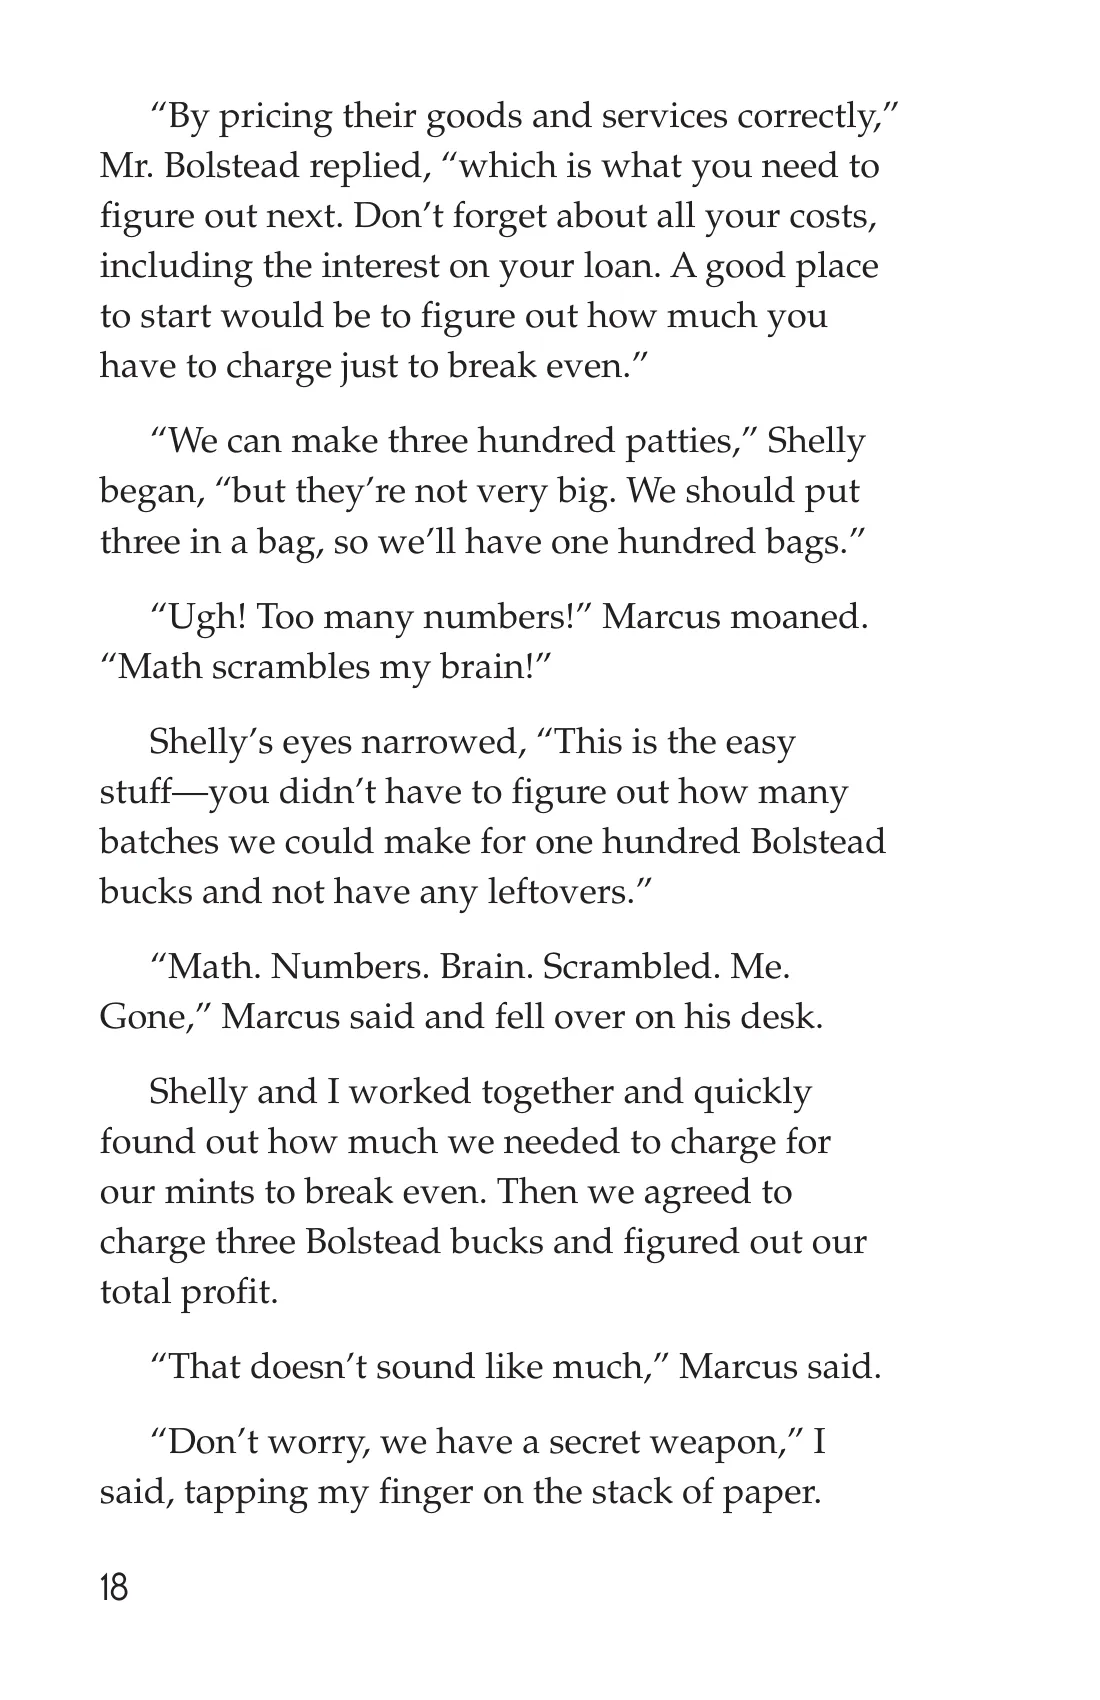 “By pricing their goods and services correctly,”
Mr. Bolstead replied, “which is what you need to
figure out next. Don’t forget about all your costs,
including the interest on your loan. A good place
to start would be to figure out how much you
have to charge just to break even.”
“We can make three hundred patties,” Shelly
began, “but they’re not very big. We should put
three in a bag, so we’ll have one hundred bags.”
“Ugh! Too many numbers!” Marcus moaned.
“Math scrambles my brain!”
Shelly’s eyes narrowed, “This is the easy
stuff—you didn’t have to figure out how many
batches we could make for one hundred Bolstead
bucks and not have any leftovers.”
“Math. Numbers. Brain. Scrambled. Me.
Gone,” Marcus said and fell over on his desk.
Shelly and I worked together and quickly
found out how much we needed to charge for
our mints to break even. Then we agreed to
charge three Bolstead bucks and figured out our
total profit.
“That doesn’t sound like much,” Marcus said.
“Don’t worry, we have a secret weapon,” I
said, tapping my finger on the stack of paper.
18